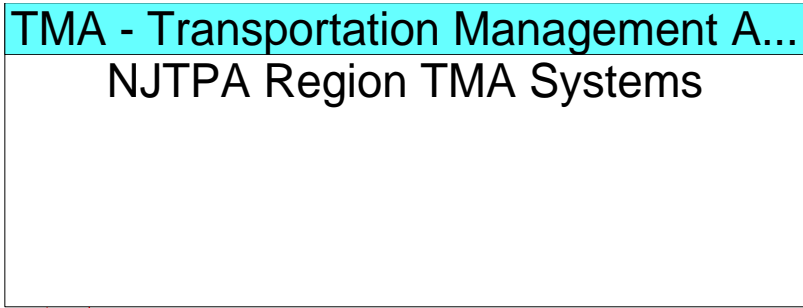 TMA - Transportation Management A...
NJTPA Region TMA Systems